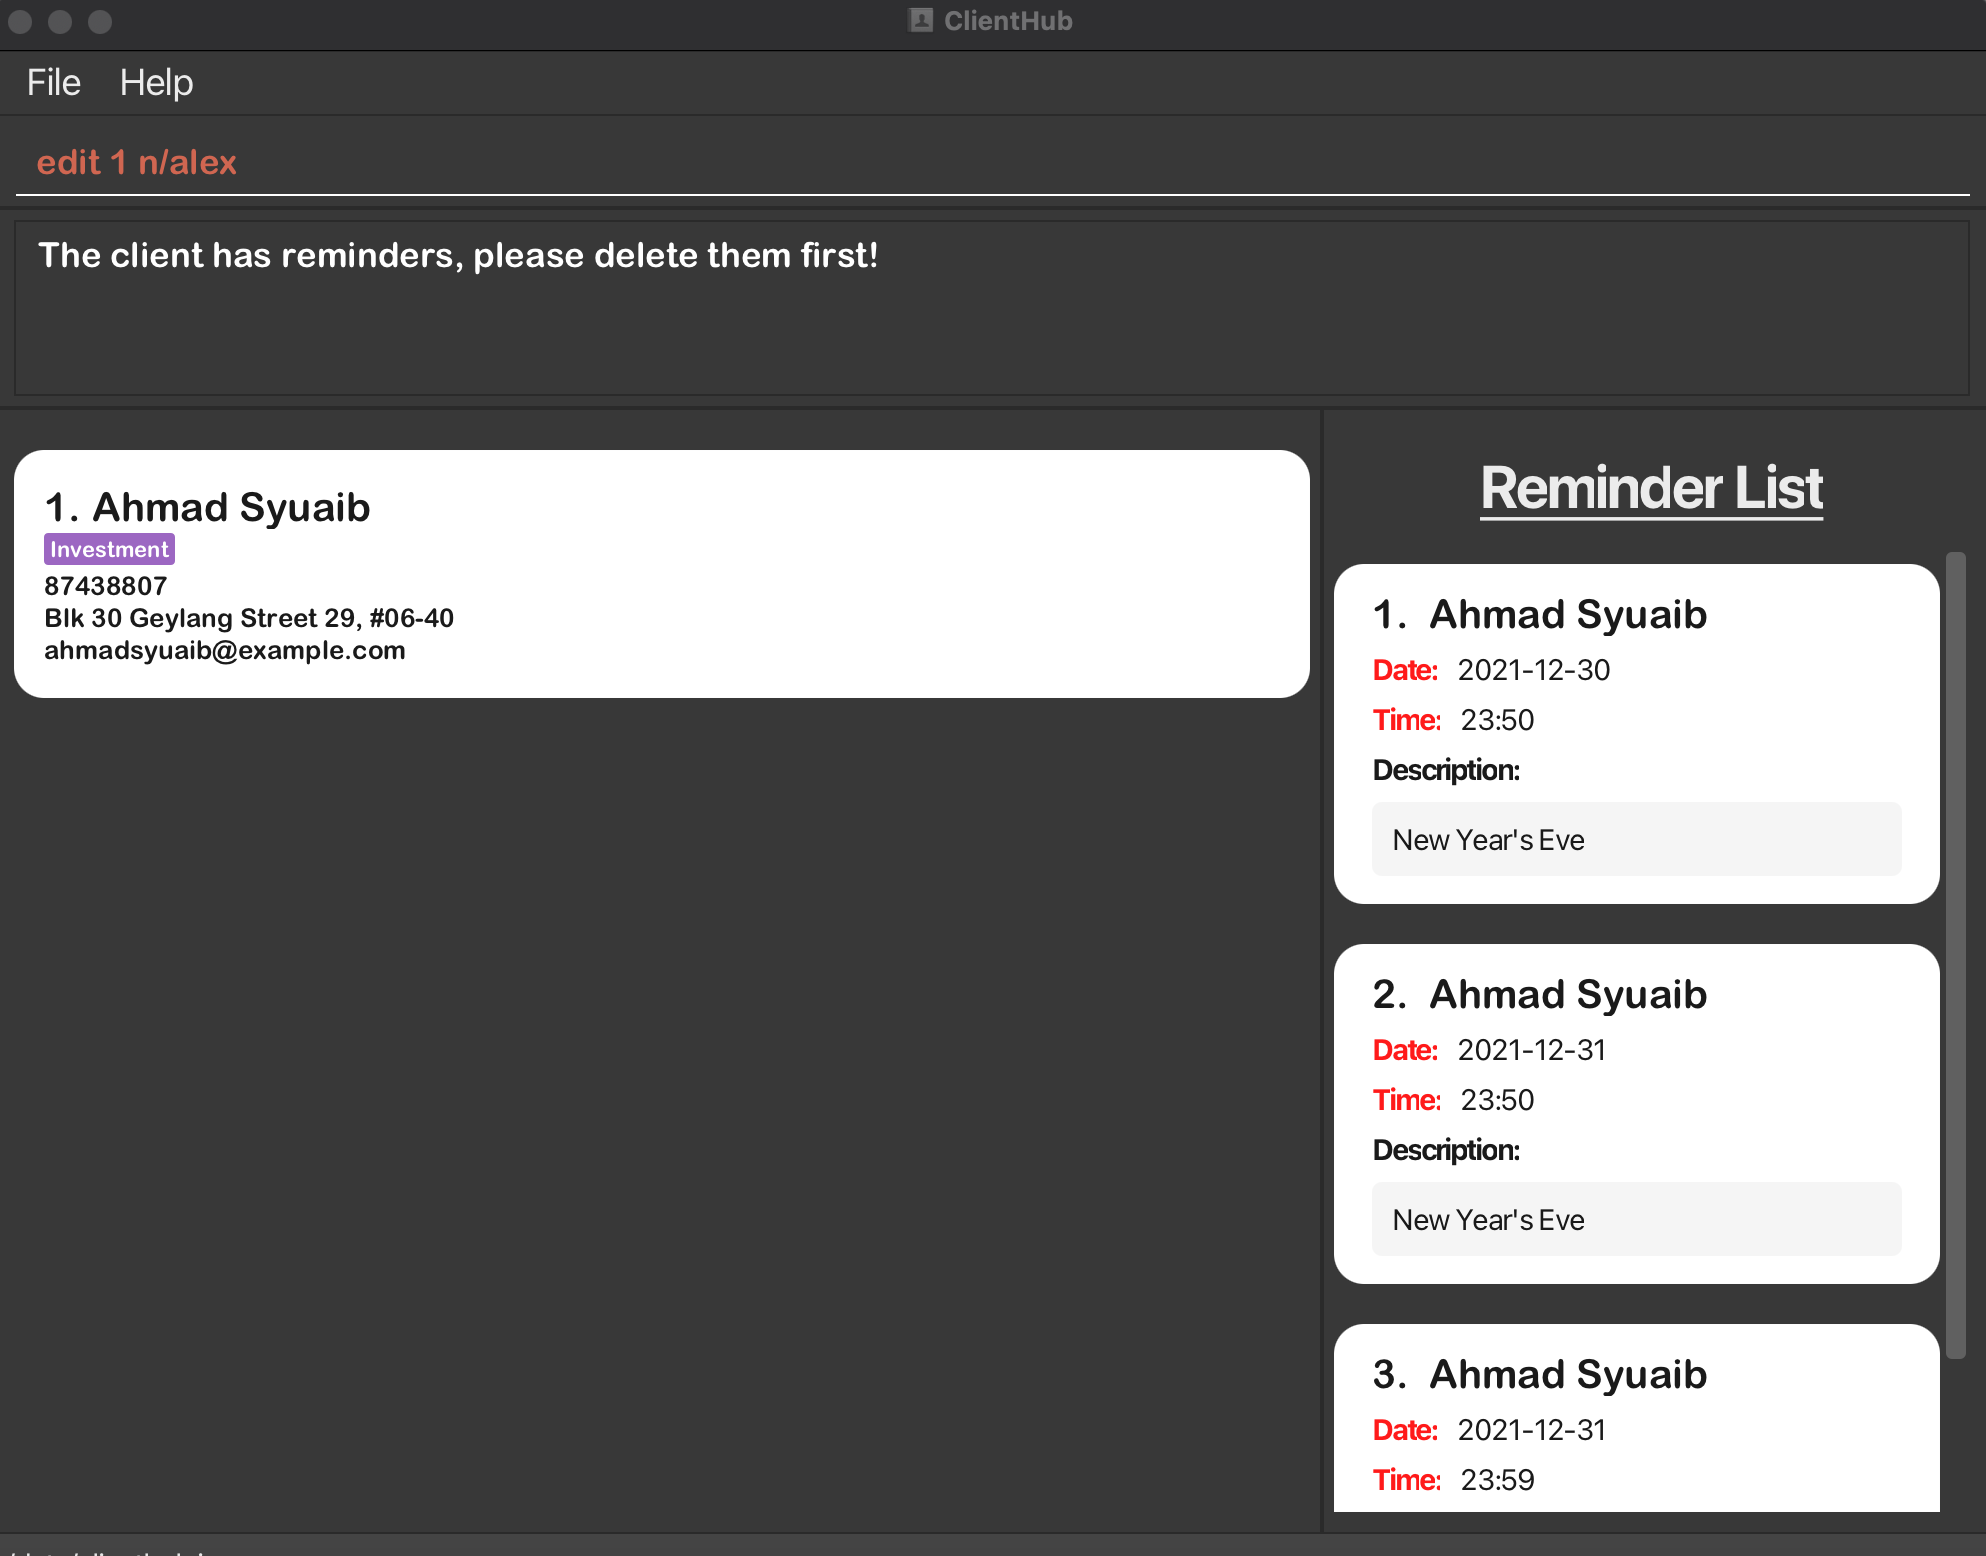 ClientHub
File Help
edit 1 n/alex
The client has reminders, please delete them first!
1. Ahmad Syuaib
Investment
87438807
Blk 30 Geylang Street 29, #06-40
ahmadsyuaib@example.com
Reminder List
1. Ahmad Syuaib
Date: 2021-12-30
Time: 23:50
Description:
New Year's Eve
2. Ahmad Syuaib
Date: 2021-12-31
Time: 23:50
Description:
New Year's Eve
3. Ahmad Syuaib
Date: 2021-12-31
Time: 23:59